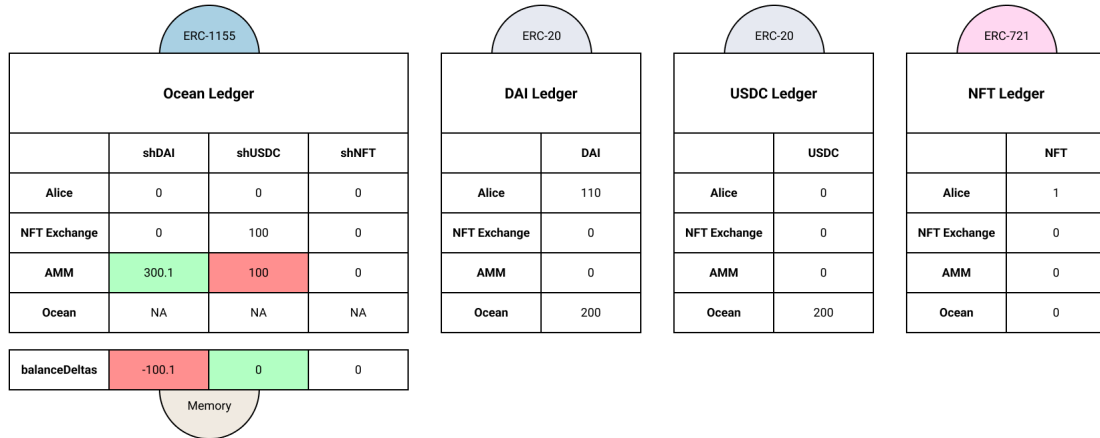 ERC-1155
ERC-20
ERC-20
ERC-721
Ocean Ledger
DAI Ledger
USDC Ledger
NFT Ledger
shDAI shUSDC shNFT
DAI
USDC
NFT
Alice 0 0 0
Alice 110
Alice 0
Alice 1
NFT Exchange 0 100 0
NFT Exchange 0
NFT Exchange 0
NFT Exchange 0
AMM 300.1 100 0
AMM 0
AMM 0
AMM 0
Ocean NA NA NA
Ocean 200
Ocean 200
Ocean 0
balanceDeltas -100.1 0 0
Memory